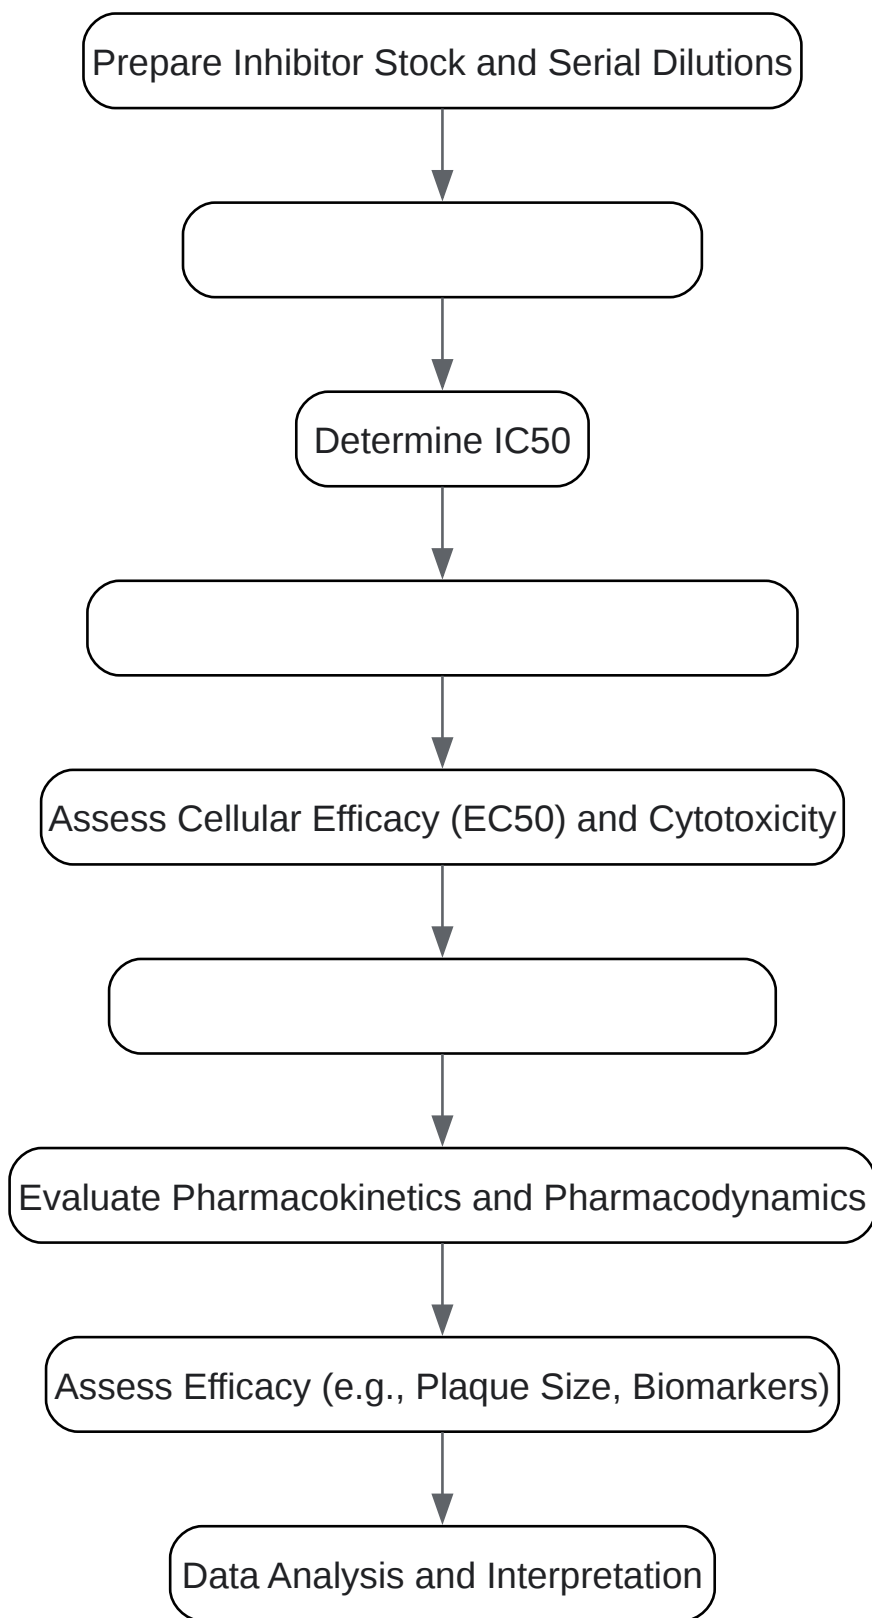 Prepare Inhibitor Stock and Serial Dilutions
Determine IC50
Assess Cellular Efficacy (EC50) and Cytotoxicity
Evaluate Pharmacokinetics and Pharmacodynamics
Assess Efficacy (e.g., Plaque Size, Biomarkers)
Data Analysis and Interpretation